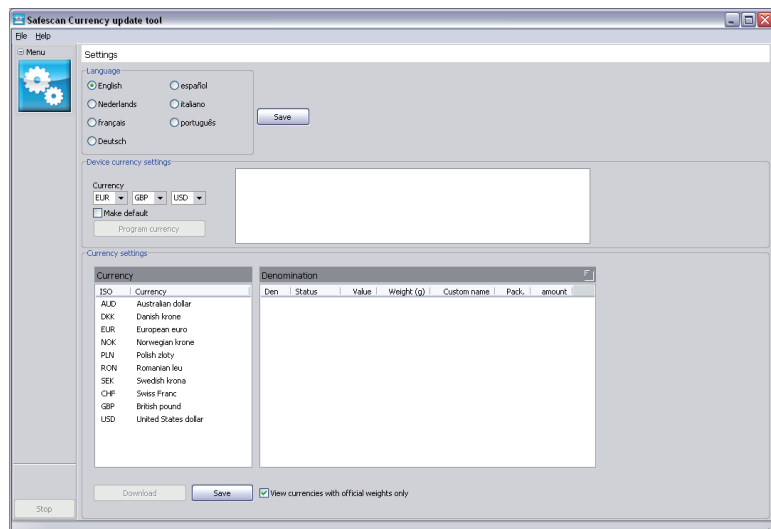 Safescan Currency update tool
File Help
Menu
Settings
Language
English español
Nederlands italiano
français português
Deutsch
Save
Device currency settings
Currency
EUR GBP USD
Make default
Program currency
Currency settings
Currency
ISO Currency
AUD Australian dollar
DKK Danish krone
EUR European euro
NOK Norwegian krone
PLN Polish zloty
RON Romanian leu
SEK Swedish krona
CHF Swiss Franc
GBP British pound
USD United States dollar
Denomination
Den Status Value Weight (g) Custom name Pack. amount
Download Save View currencies with official weights only
Stop